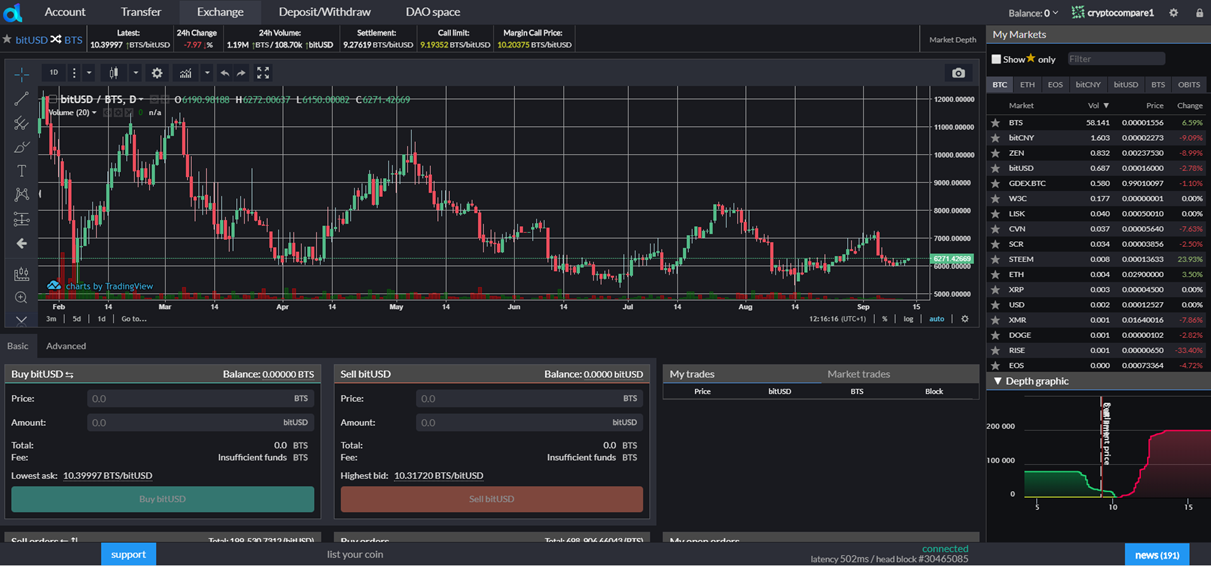 Account Transfer Exchange Deposit/Withdraw DAO space Balance: 0 cryptocompare1
bitUSD BTS
Latest: 24h Change 24h Volume: Settlement: Call limit: Margin Call Price:
10.39997 ↑BTS/bitUSD -7.97 ↓% 1.19M ↑BTS / 108.70k ↑bitUSD 9.27619 BTS/bitUSD 9.19352 BTS/bitUSD 10.20375 BTS/bitUSD
Market Depth
1D
bitUSD / BTS, D O6190.98188 H6272.00637 L6150.00082 C6271.42669
Volume (20) 0 n/a
12000.00000
11000.00000
10000.00000
9000.00000
8000.00000
7000.00000
6271.42669
6000.00000
5000.00000
charts by TradingView
Feb 14 Mar 14 Apr 14 May 14 Jun 14 Jul 14 Aug 14 Sep 15
3m 5d 1d Go to... 12:16:16 (UTC+1) % log auto
Basic Advanced
Buy bitUSD Balance: 0.00000 BTS
Price: 0.0 BTS
Amount: 0.0 bitUSD
Total: 0.0 BTS
Fee: Insufficient funds BTS
Lowest ask: 10.39997 BTS/bitUSD
Buy bitUSD
Sell bitUSD Balance: 0.0000 bitUSD
Price: 0.0 BTS
Amount: 0.0 bitUSD
Total: 0.0 BTS
Fee: Insufficient funds BTS
Highest bid: 10.31720 BTS/bitUSD
Sell bitUSD
My trades Market trades
Price bitUSD BTS Block
Sell orders Total: 199,530.7312 (bitUSD)
Buy orders Total: 698,906.66043 (BTS)
My open orders
My Markets
Show only Filter
BTC ETH EOS bitCNY bitUSD BTS OBITS
Market Vol ▼ Price Change
BTS 58.141 0.00001556 6.59%
bitCNY 1.603 0.00002273 -9.09%
ZEN 0.832 0.00237530 -8.99%
bitUSD 0.687 0.00016000 -2.78%
GDEX.BTC 0.580 0.99010097 -1.10%
W3C 0.177 0.00000001 0.00%
LISK 0.040 0.00050010 0.00%
CVN 0.037 0.00005640 -7.63%
SCR 0.034 0.00003856 -2.50%
STEEM 0.008 0.00013633 23.93%
ETH 0.004 0.02900000 3.50%
XRP 0.003 0.00004500 0.00%
USD 0.002 0.00012527 0.00%
XMR 0.001 0.01640016 -7.86%
DOGE 0.001 0.00000102 -2.82%
RISE 0.001 0.00000650 -33.40%
EOS 0.000 0.00073364 -4.72%
▼ Depth graphic
200 000
100 000
0
5 10 15
support list your coin
connected
latency 502ms / head block #30465085
news (191)